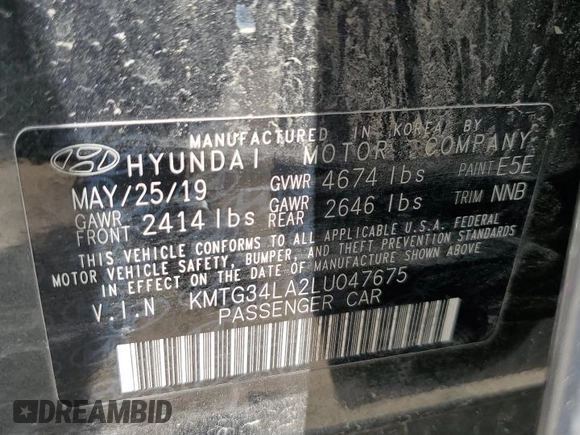 MANUFACTURED IN KOREA BY
HYUNDAI MOTOR COMPANY
MAY/25/19 GVWR 4674 lbs PAINT E5E
GAWR FRONT 2414 lbs GAWR REAR 2646 lbs TRIM NNB
THIS VEHICLE CONFORMS TO ALL APPLICABLE U.S.A. FEDERAL
MOTOR VEHICLE SAFETY, BUMPER, AND THEFT PREVENTION STANDARDS
IN EFFECT ON THE DATE OF MANUFACTURE SHOWN ABOVE
V.I.N KMTG34LA2LU047675
PASSENGER CAR
DREAMBID